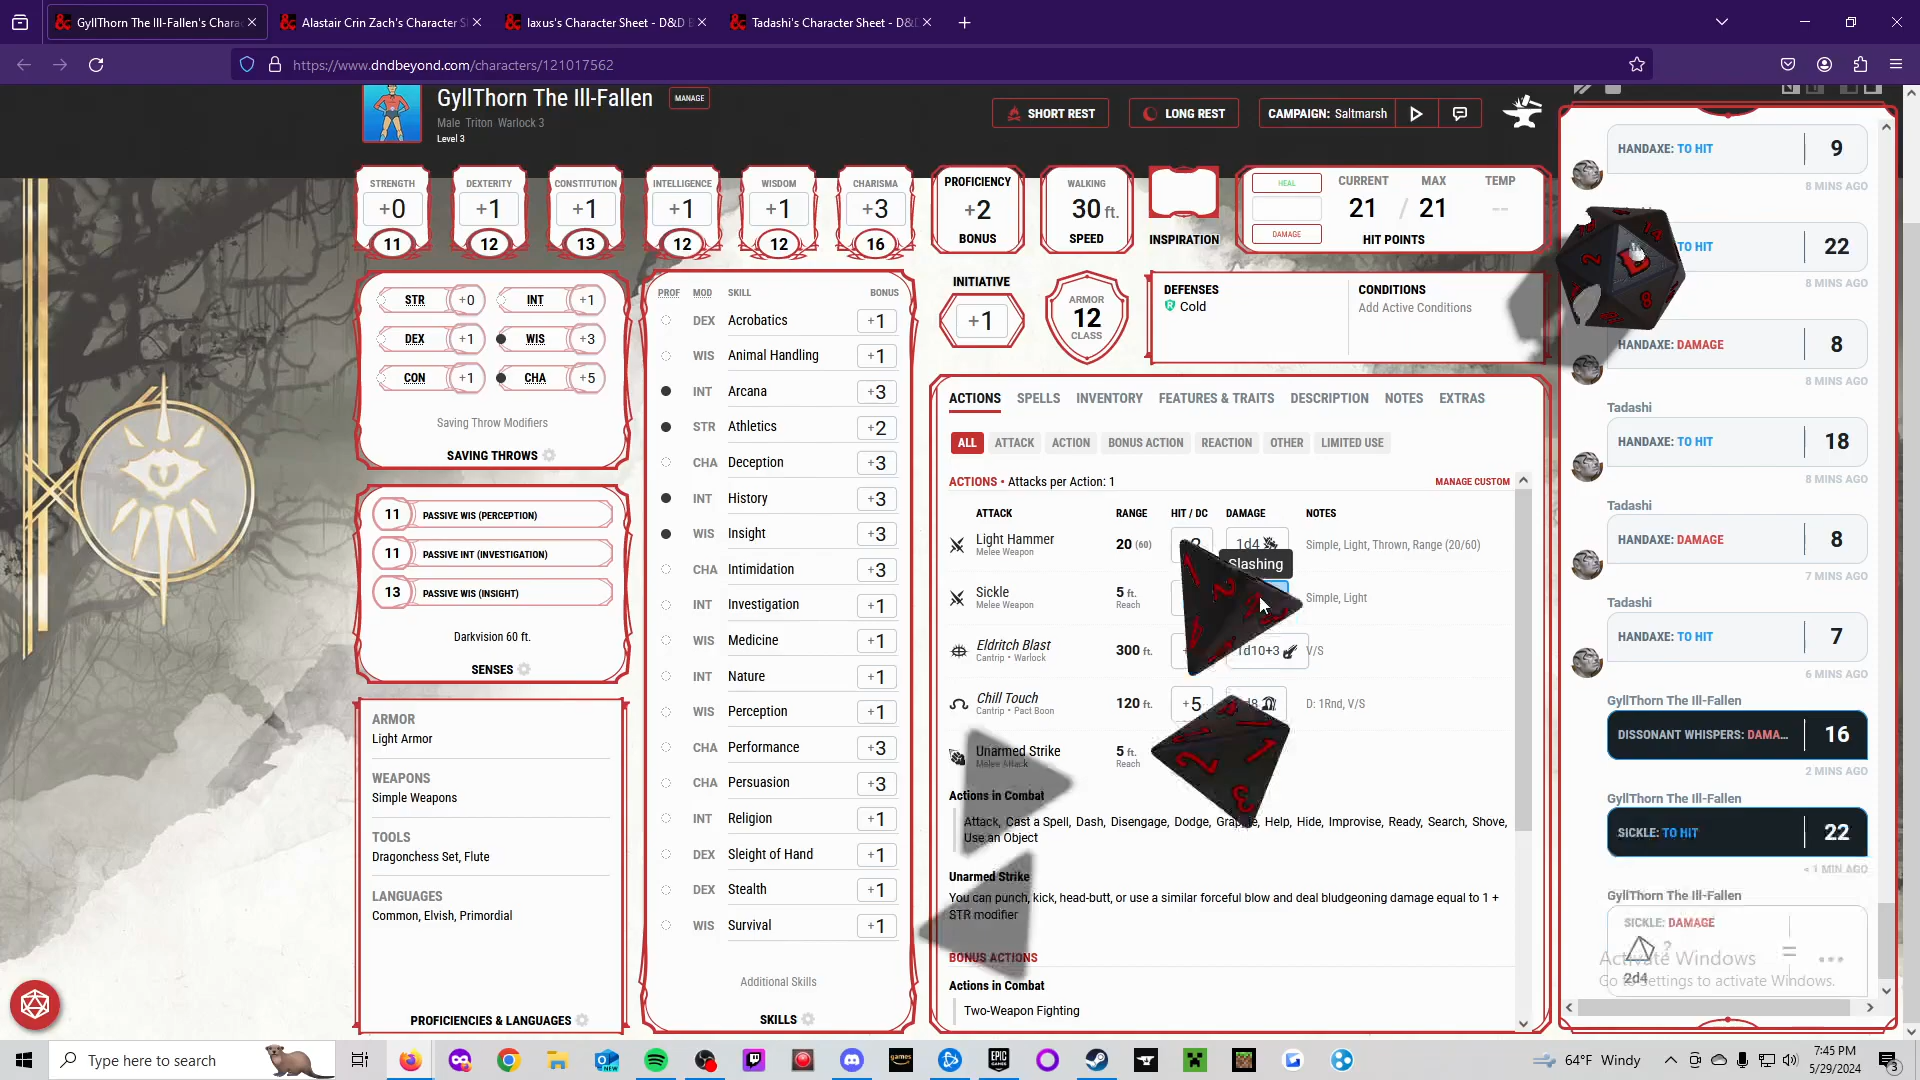 GyllThorn The Ill-Fallen's Chara
Alastair Crin Zach's Character S
laxus's Character Sheet - D&D B
Tadashi's Character Sheet - D&D
https://www.dndbeyond.com/characters/121017562
GyllThorn The Ill-Fallen
MANAGE
Male Triton Warlock 3
Level 3
SHORT REST
LONG REST
CAMPAIGN: Saltmarsh
STRENGTH
+0
11
DEXTERITY
+1
12
CONSTITUTION
+1
13
INTELLIGENCE
+1
12
WISDOM
+1
12
CHARISMA
+3
16
PROFICIENCY
+2
BONUS
WALKING
30 ft.
SPEED
INSPIRATION
HEAL
DAMAGE
CURRENT MAX TEMP
21 / 21 --
HIT POINTS
STR +0 INT +1
DEX +1 WIS +3
CON +1 CHA +5
Saving Throw Modifiers
SAVING THROWS
11 PASSIVE WIS (PERCEPTION)
11 PASSIVE INT (INVESTIGATION)
13 PASSIVE WIS (INSIGHT)
Darkvision 60 ft.
SENSES
ARMOR
Light Armor
WEAPONS
Simple Weapons
TOOLS
Dragonchess Set, Flute
LANGUAGES
Common, Elvish, Primordial
PROFICIENCIES & LANGUAGES
PROF MOD SKILL BONUS
DEX Acrobatics +1
WIS Animal Handling +1
INT Arcana +3
STR Athletics +2
CHA Deception +3
INT History +3
WIS Insight +3
CHA Intimidation +3
INT Investigation +1
WIS Medicine +1
INT Nature +1
WIS Perception +1
CHA Performance +3
CHA Persuasion +3
INT Religion +1
DEX Sleight of Hand +1
DEX Stealth +1
WIS Survival +1
Additional Skills
SKILLS
INITIATIVE
+1
ARMOR
12
CLASS
DEFENSES
Cold
CONDITIONS
Add Active Conditions
ACTIONS SPELLS INVENTORY FEATURES & TRAITS DESCRIPTION NOTES EXTRAS
ALL ATTACK ACTION BONUS ACTION REACTION OTHER LIMITED USE
ACTIONS • Attacks per Action: 1
MANAGE CUSTOM
ATTACK RANGE HIT / DC DAMAGE NOTES
Light Hammer
Melee Weapon
20 (60)
1d4
Simple, Light, Thrown, Range (20/60)
Slashing
Sickle
Melee Weapon
5 ft.
Reach
Simple, Light
Eldritch Blast
Cantrip • Warlock
300 ft.
1d10+3
V/S
Chill Touch
Cantrip • Pact Boon
120 ft.
+5
D: 1Rnd, V/S
Unarmed Strike
Melee Attack
5 ft.
Reach
Actions in Combat
Attack, Cast a Spell, Dash, Disengage, Dodge, Grapple, Help, Hide, Improvise, Ready, Search, Shove,
Use an Object
Unarmed Strike
You can punch, kick, head-butt, or use a similar forceful blow and deal bludgeoning damage equal to 1 +
STR modifier
BONUS ACTIONS
Actions in Combat
Two-Weapon Fighting
HANDAXE: TO HIT 9
8 MINS AGO
TO HIT 22
8 MINS AGO
HANDAXE: DAMAGE 8
8 MINS AGO
Tadashi
HANDAXE: TO HIT 18
8 MINS AGO
Tadashi
HANDAXE: DAMAGE 8
7 MINS AGO
Tadashi
HANDAXE: TO HIT 7
6 MINS AGO
GyllThorn The Ill-Fallen
DISSONANT WHISPERS: DAMA... 16
2 MINS AGO
GyllThorn The Ill-Fallen
SICKLE: TO HIT 22
< 1 MIN AGO
GyllThorn The Ill-Fallen
SICKLE: DAMAGE
? = ...
2d4
Activate Windows
Go to Settings to activate Windows.
Type here to search
NEW
games
EPIC
GAMES
64°F Windy
7:45 PM
5/29/2024
3